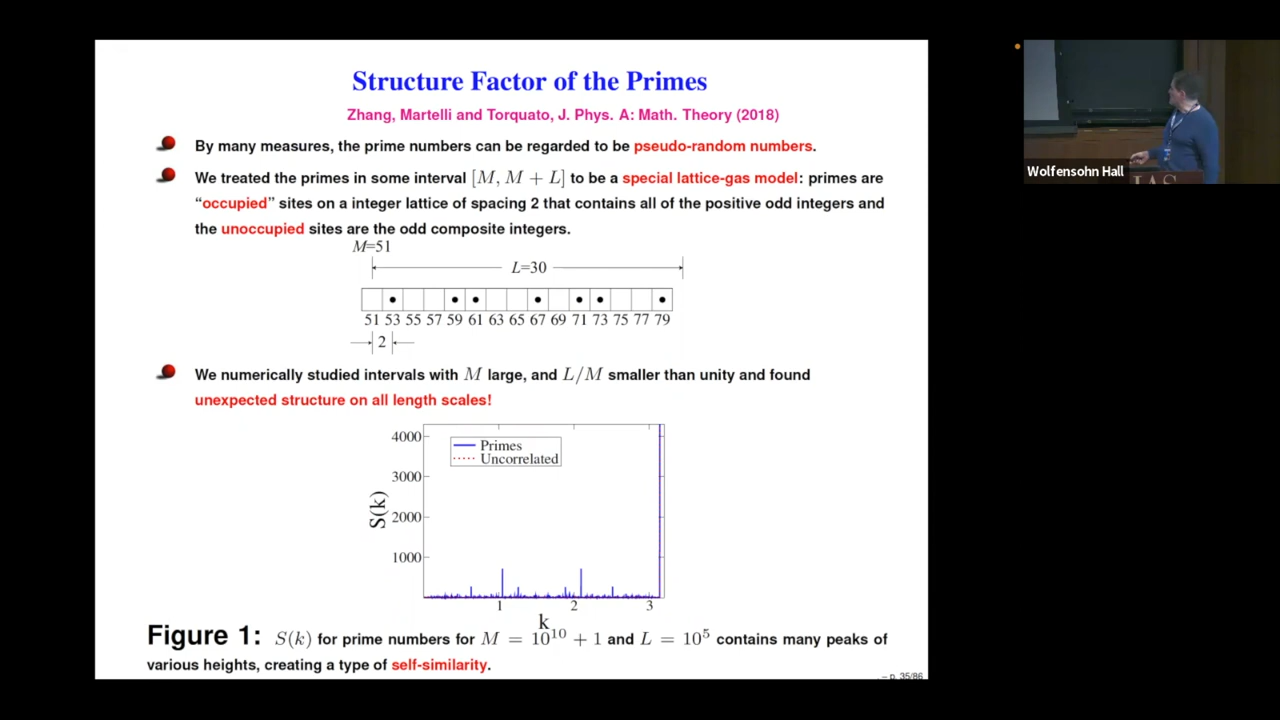 Structure Factor of the Primes
Zhang, Martelli and Torquato, J. Phys. A: Math. Theory (2018)
By many measures, the prime numbers can be regarded to be pseudo-random numbers.
We treated the primes in some interval [M, M + L] to be a special lattice-gas model: primes are
“occupied” sites on a integer lattice of spacing 2 that contains all of the positive odd integers and
the unoccupied sites are the odd composite integers.
M=51
L=30
51 53 55 57 59 61 63 65 67 69 71 73 75 77 79
2
We numerically studied intervals with M large, and L/M smaller than unity and found
unexpected structure on all length scales!
4000
3000
2000
1000
S(k)
Primes
Uncorrelated
1 2 3
k
Figure 1: S(k) for prime numbers for M = 10^10 + 1 and L = 10^5 contains many peaks of
various heights, creating a type of self-similarity.
. – p. 35/86
Wolfensohn Hall
IAS